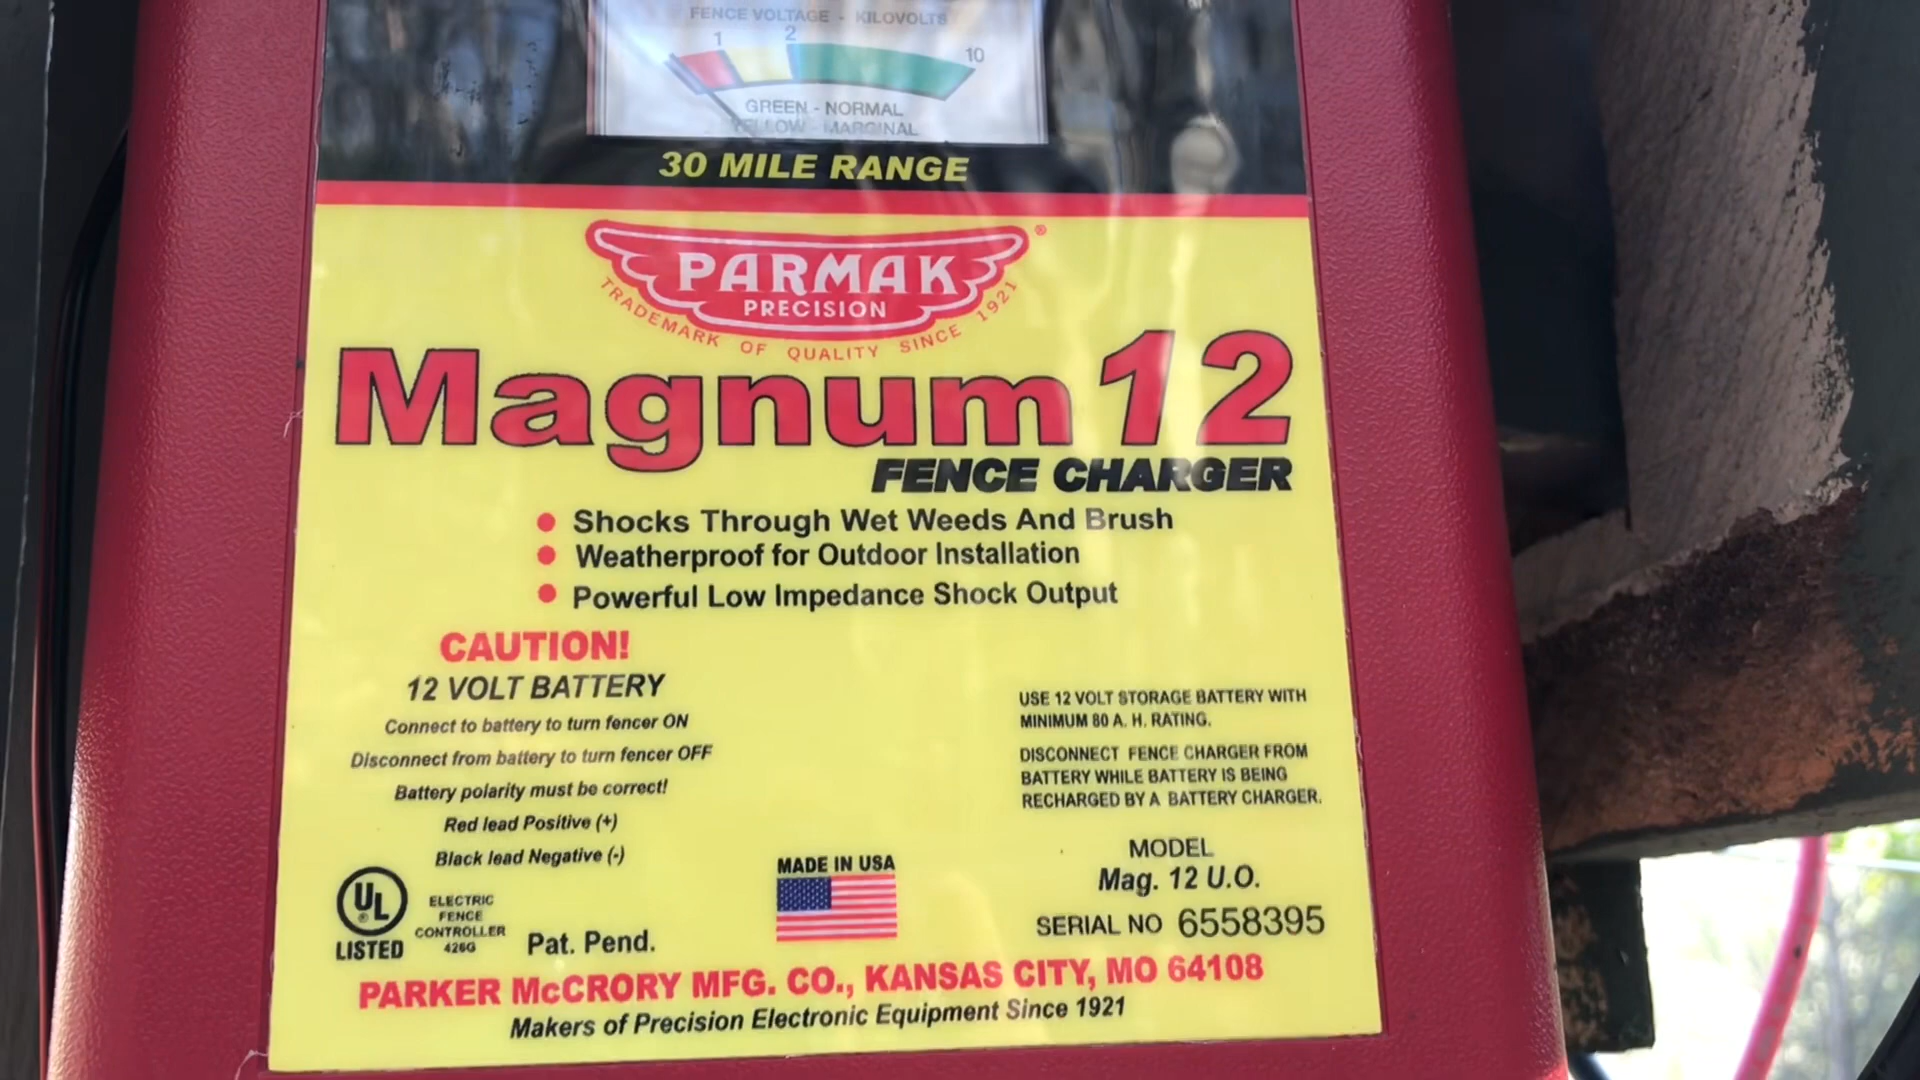 FENCE VOLTAGE - KILOVOLTS
1 2 10
GREEN - NORMAL
YELLOW - MARGINAL
30 MILE RANGE
PARMAK ®
PRECISION
TRADEMARK OF QUALITY SINCE 1921
Magnum 12
FENCE CHARGER
Shocks Through Wet Weeds And Brush
Weatherproof for Outdoor Installation
Powerful Low Impedance Shock Output
CAUTION!
12 VOLT BATTERY
Connect to battery to turn fencer ON
Disconnect from battery to turn fencer OFF
Battery polarity must be correct!
Red lead Positive (+)
Black lead Negative (-)
USE 12 VOLT STORAGE BATTERY WITH
MINIMUM 80 A. H. RATING.
DISCONNECT FENCE CHARGER FROM
BATTERY WHILE BATTERY IS BEING
RECHARGED BY A BATTERY CHARGER.
UL ®
LISTED
ELECTRIC
FENCE
CONTROLLER
426G
Pat. Pend.
MADE IN USA
MODEL
Mag. 12 U.O.
SERIAL NO 6558395
PARKER McCRORY MFG. CO., KANSAS CITY, MO 64108
Makers of Precision Electronic Equipment Since 1921